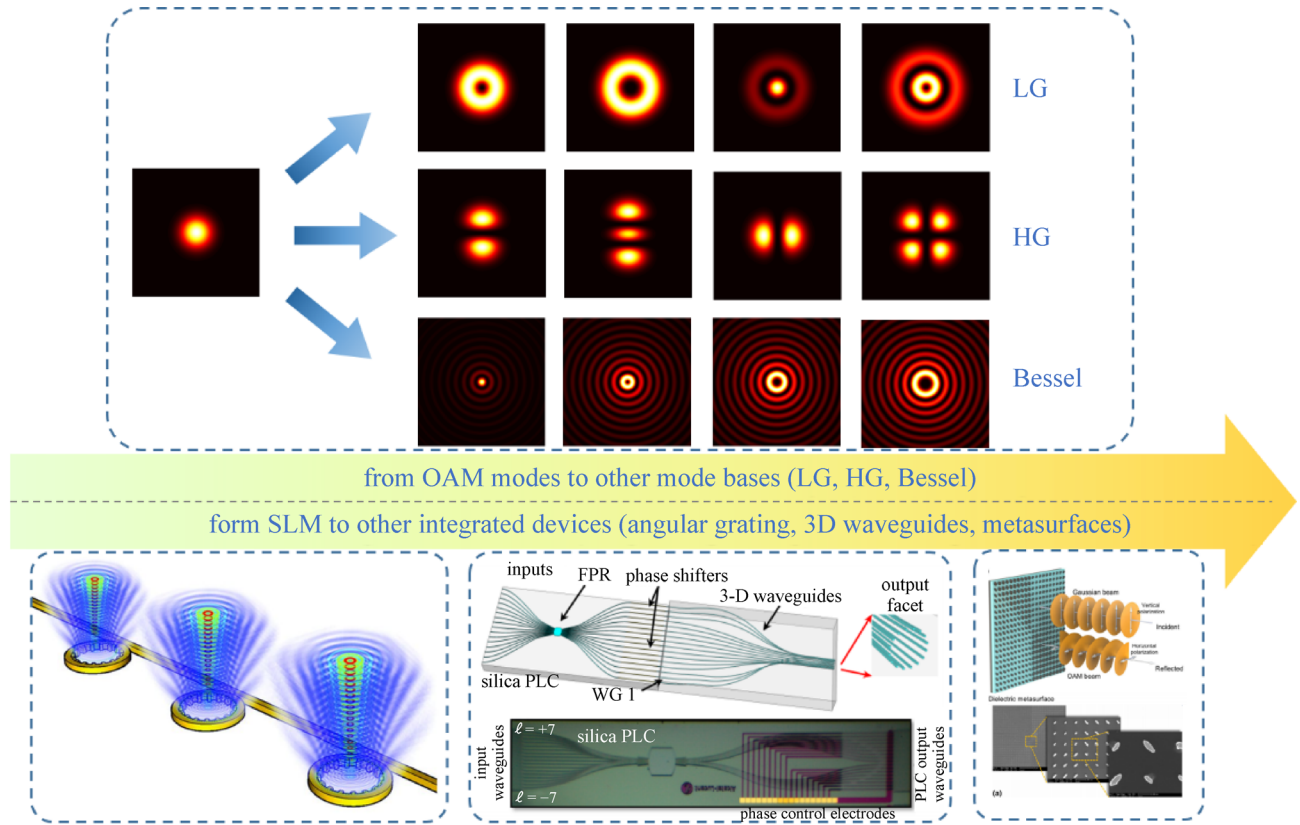 LG
HG
Bessel
from OAM modes to other mode bases (LG, HG, Bessel)
form SLM to other integrated devices (angular grating, 3D waveguides, metasurfaces)
inputs
FPR
phase shifters
3-D waveguides
output
facet
silica PLC
WG 1
input
waveguides
ℓ = +7
silica PLC
ℓ = −7
PLC output
waveguides
phase control electrodes
Gaussian beam
Vertical
polarization
Incident
Horizontal
polarization
Reflected
OAM beam
Dielectric metasurface
(a)